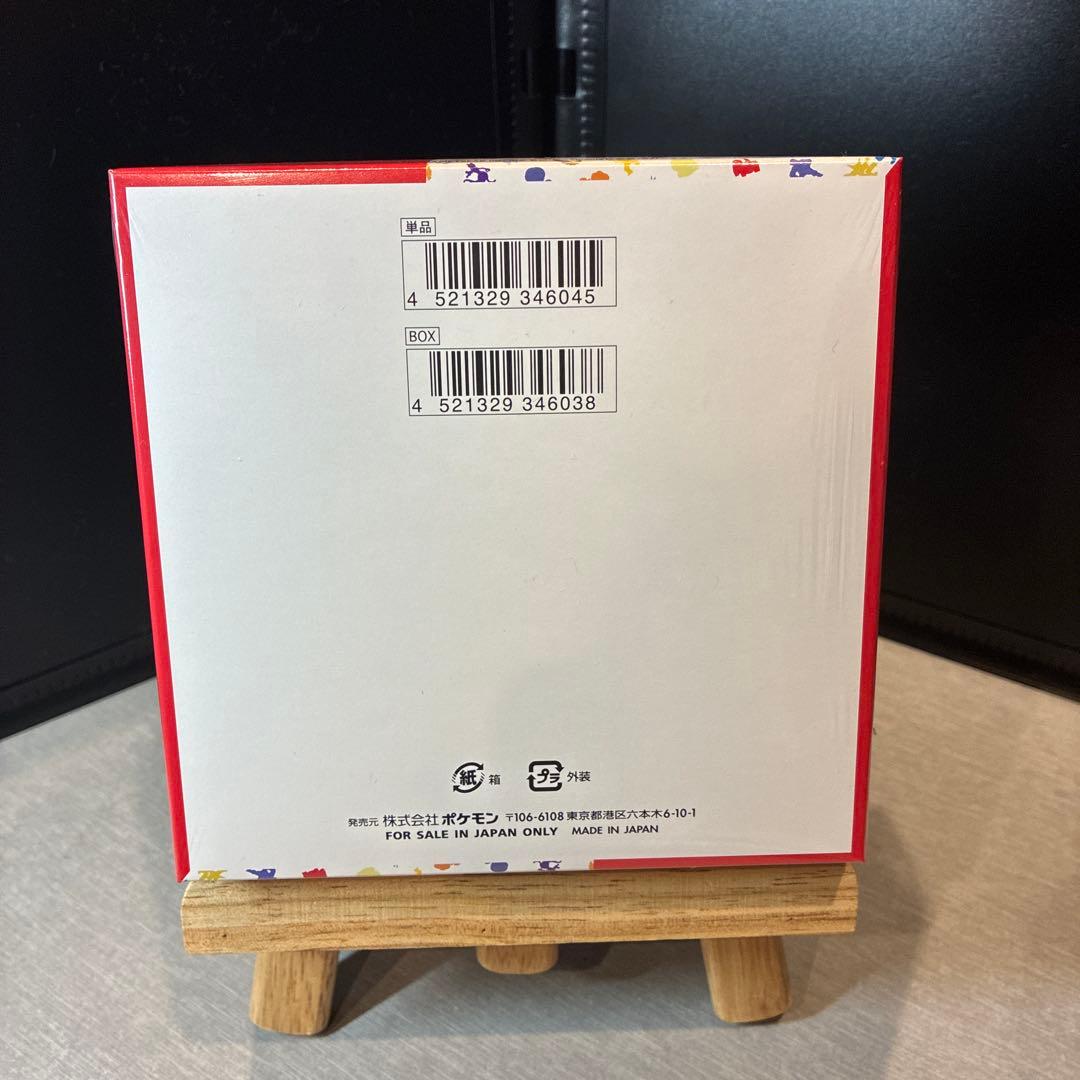 単品
4 521329 346045
BOX
4 521329 346038
紙 箱 プラ 外装
発売元 株式会社ポケモン 〒106-6108 東京都港区六本木6-10-1
FOR SALE IN JAPAN ONLY MADE IN JAPAN